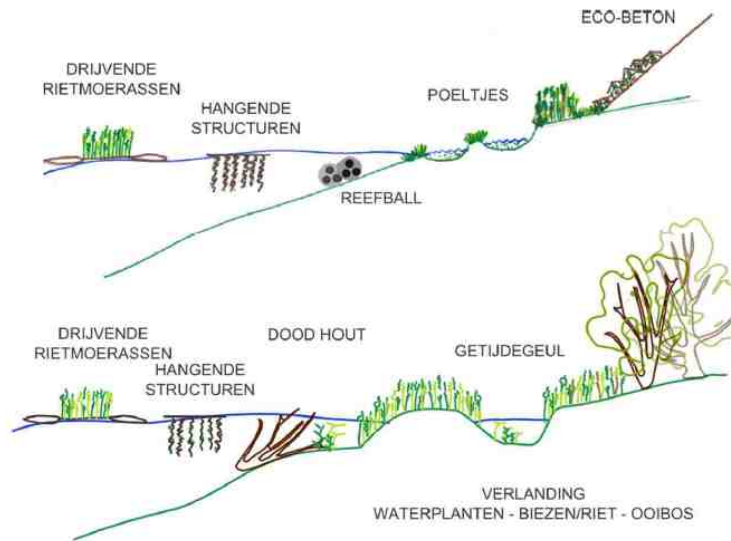 ECO-BETON
DRIJVENDE
RIETMOERASSEN
HANGENDE
STRUCTUREN
POELTJES
REEFBALL
DRIJVENDE
RIETMOERASSEN
HANGENDE
STRUCTUREN
DOOD HOUT
GETIJDEGEUL
VERLANDING
WATERPLANTEN - BIEZEN/RIET - OOIBOS